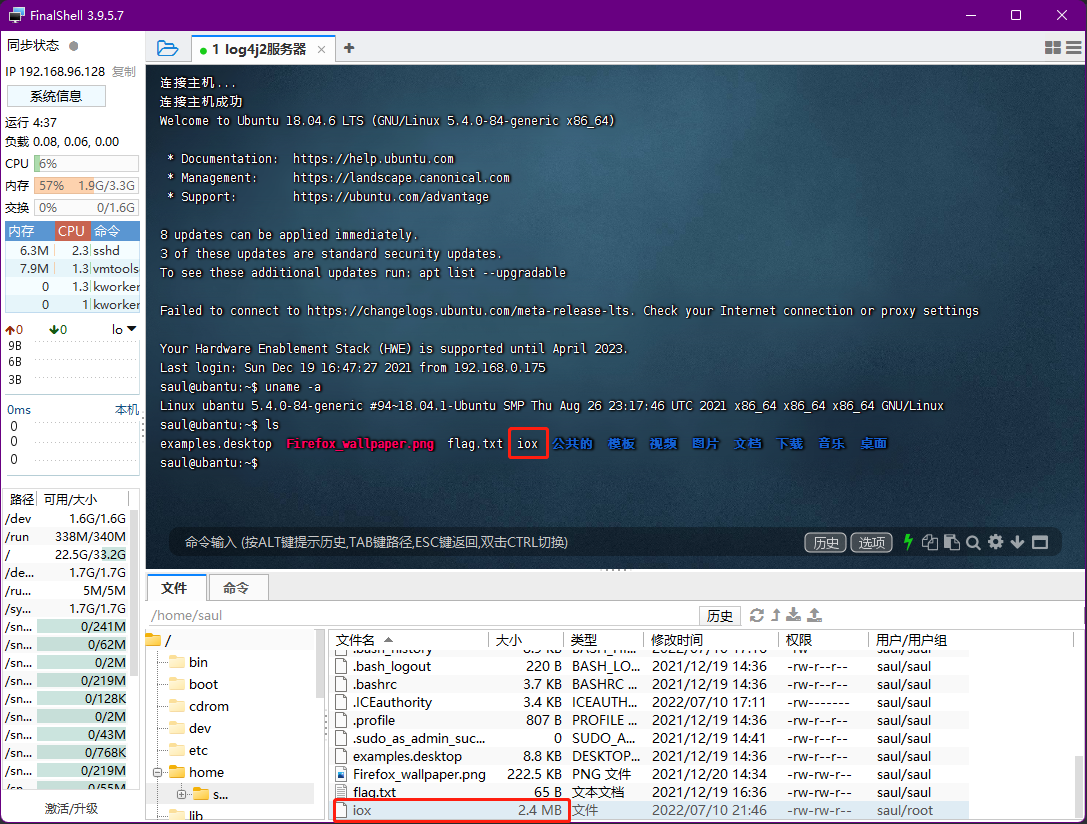 FinalShell 3.9.5.7
同步状态
IP 192.168.96.128 复制
系统信息
运行 4:37
负载 0.08, 0.06, 0.00
CPU 6%
内存 57% 1.9G/3.3G
交换 0% 0/1.6G
内存 CPU 命令
6.3M 2.3 sshd
7.9M 1.3 vmtools
0 1.3 kworker
0 1 kworker
0 0 lo
9B
6B
3B
0ms 本机
0
0
0
路径 可用/大小
/dev 1.6G/1.6G
/run 338M/340M
/ 22.5G/33.2G
/de... 1.7G/1.7G
/ru... 5M/5M
/sy... 1.7G/1.7G
/sn... 0/241M
/sn... 0/62M
/sn... 0/2M
/sn... 0/219M
/sn... 0/128K
/sn... 0/2M
/sn... 0/43M
/sn... 0/768K
/sn... 0/219M
/sn... 0/55M
激活/升级
1 log4j2服务器
连接主机...
连接主机成功
Welcome to Ubuntu 18.04.6 LTS (GNU/Linux 5.4.0-84-generic x86_64)
* Documentation: https://help.ubuntu.com
* Management: https://landscape.canonical.com
* Support: https://ubuntu.com/advantage
8 updates can be applied immediately.
3 of these updates are standard security updates.
To see these additional updates run: apt list --upgradable
Failed to connect to https://changelogs.ubuntu.com/meta-release-lts. Check your Internet connection or proxy settings
Your Hardware Enablement Stack (HWE) is supported until April 2023.
Last login: Sun Dec 19 16:47:27 2021 from 192.168.0.175
saul@ubantu:~$ uname -a
Linux ubantu 5.4.0-84-generic #94~18.04.1-Ubuntu SMP Thu Aug 26 23:17:46 UTC 2021 x86_64 x86_64 x86_64 GNU/Linux
saul@ubantu:~$ ls
examples.desktop Firefox_wallpaper.png flag.txt iox 公共的 模板 视频 图片 文档 下载 音乐 桌面
saul@ubantu:~$
命令输入 (按ALT键提示历史,TAB键路径,ESC键返回,双击CTRL切换)
历史 选项
文件 命令
/home/saul
历史
/
bin
boot
cdrom
dev
etc
home
s...
lib
文件名 大小 类型 修改时间 权限 用户/用户组
.bash_history
.bash_logout 220 B BASH_LO... 2021/12/19 14:36 -rw-r--r-- saul/saul
.bashrc 3.7 KB BASHRC ... 2021/12/19 14:36 -rw-r--r-- saul/saul
.ICEauthority 3.4 KB ICEAUTH... 2022/07/10 17:11 -rw------- saul/saul
.profile 807 B PROFILE ... 2021/12/19 14:36 -rw-r--r-- saul/saul
.sudo_as_admin_suc... 0 SUDO_A... 2021/12/19 14:41 -rw-r--r-- saul/saul
examples.desktop 8.8 KB DESKTOP... 2021/12/19 14:36 -rw-r--r-- saul/saul
Firefox_wallpaper.png 222.5 KB PNG 文件 2021/12/20 14:34 -rw-r--r-- saul/saul
flag.txt 65 B 文本文档 2021/12/19 16:36 -rw-r--r-- saul/saul
iox 2.4 MB 文件 2022/07/10 21:46 -rw-rw-r-- saul/root